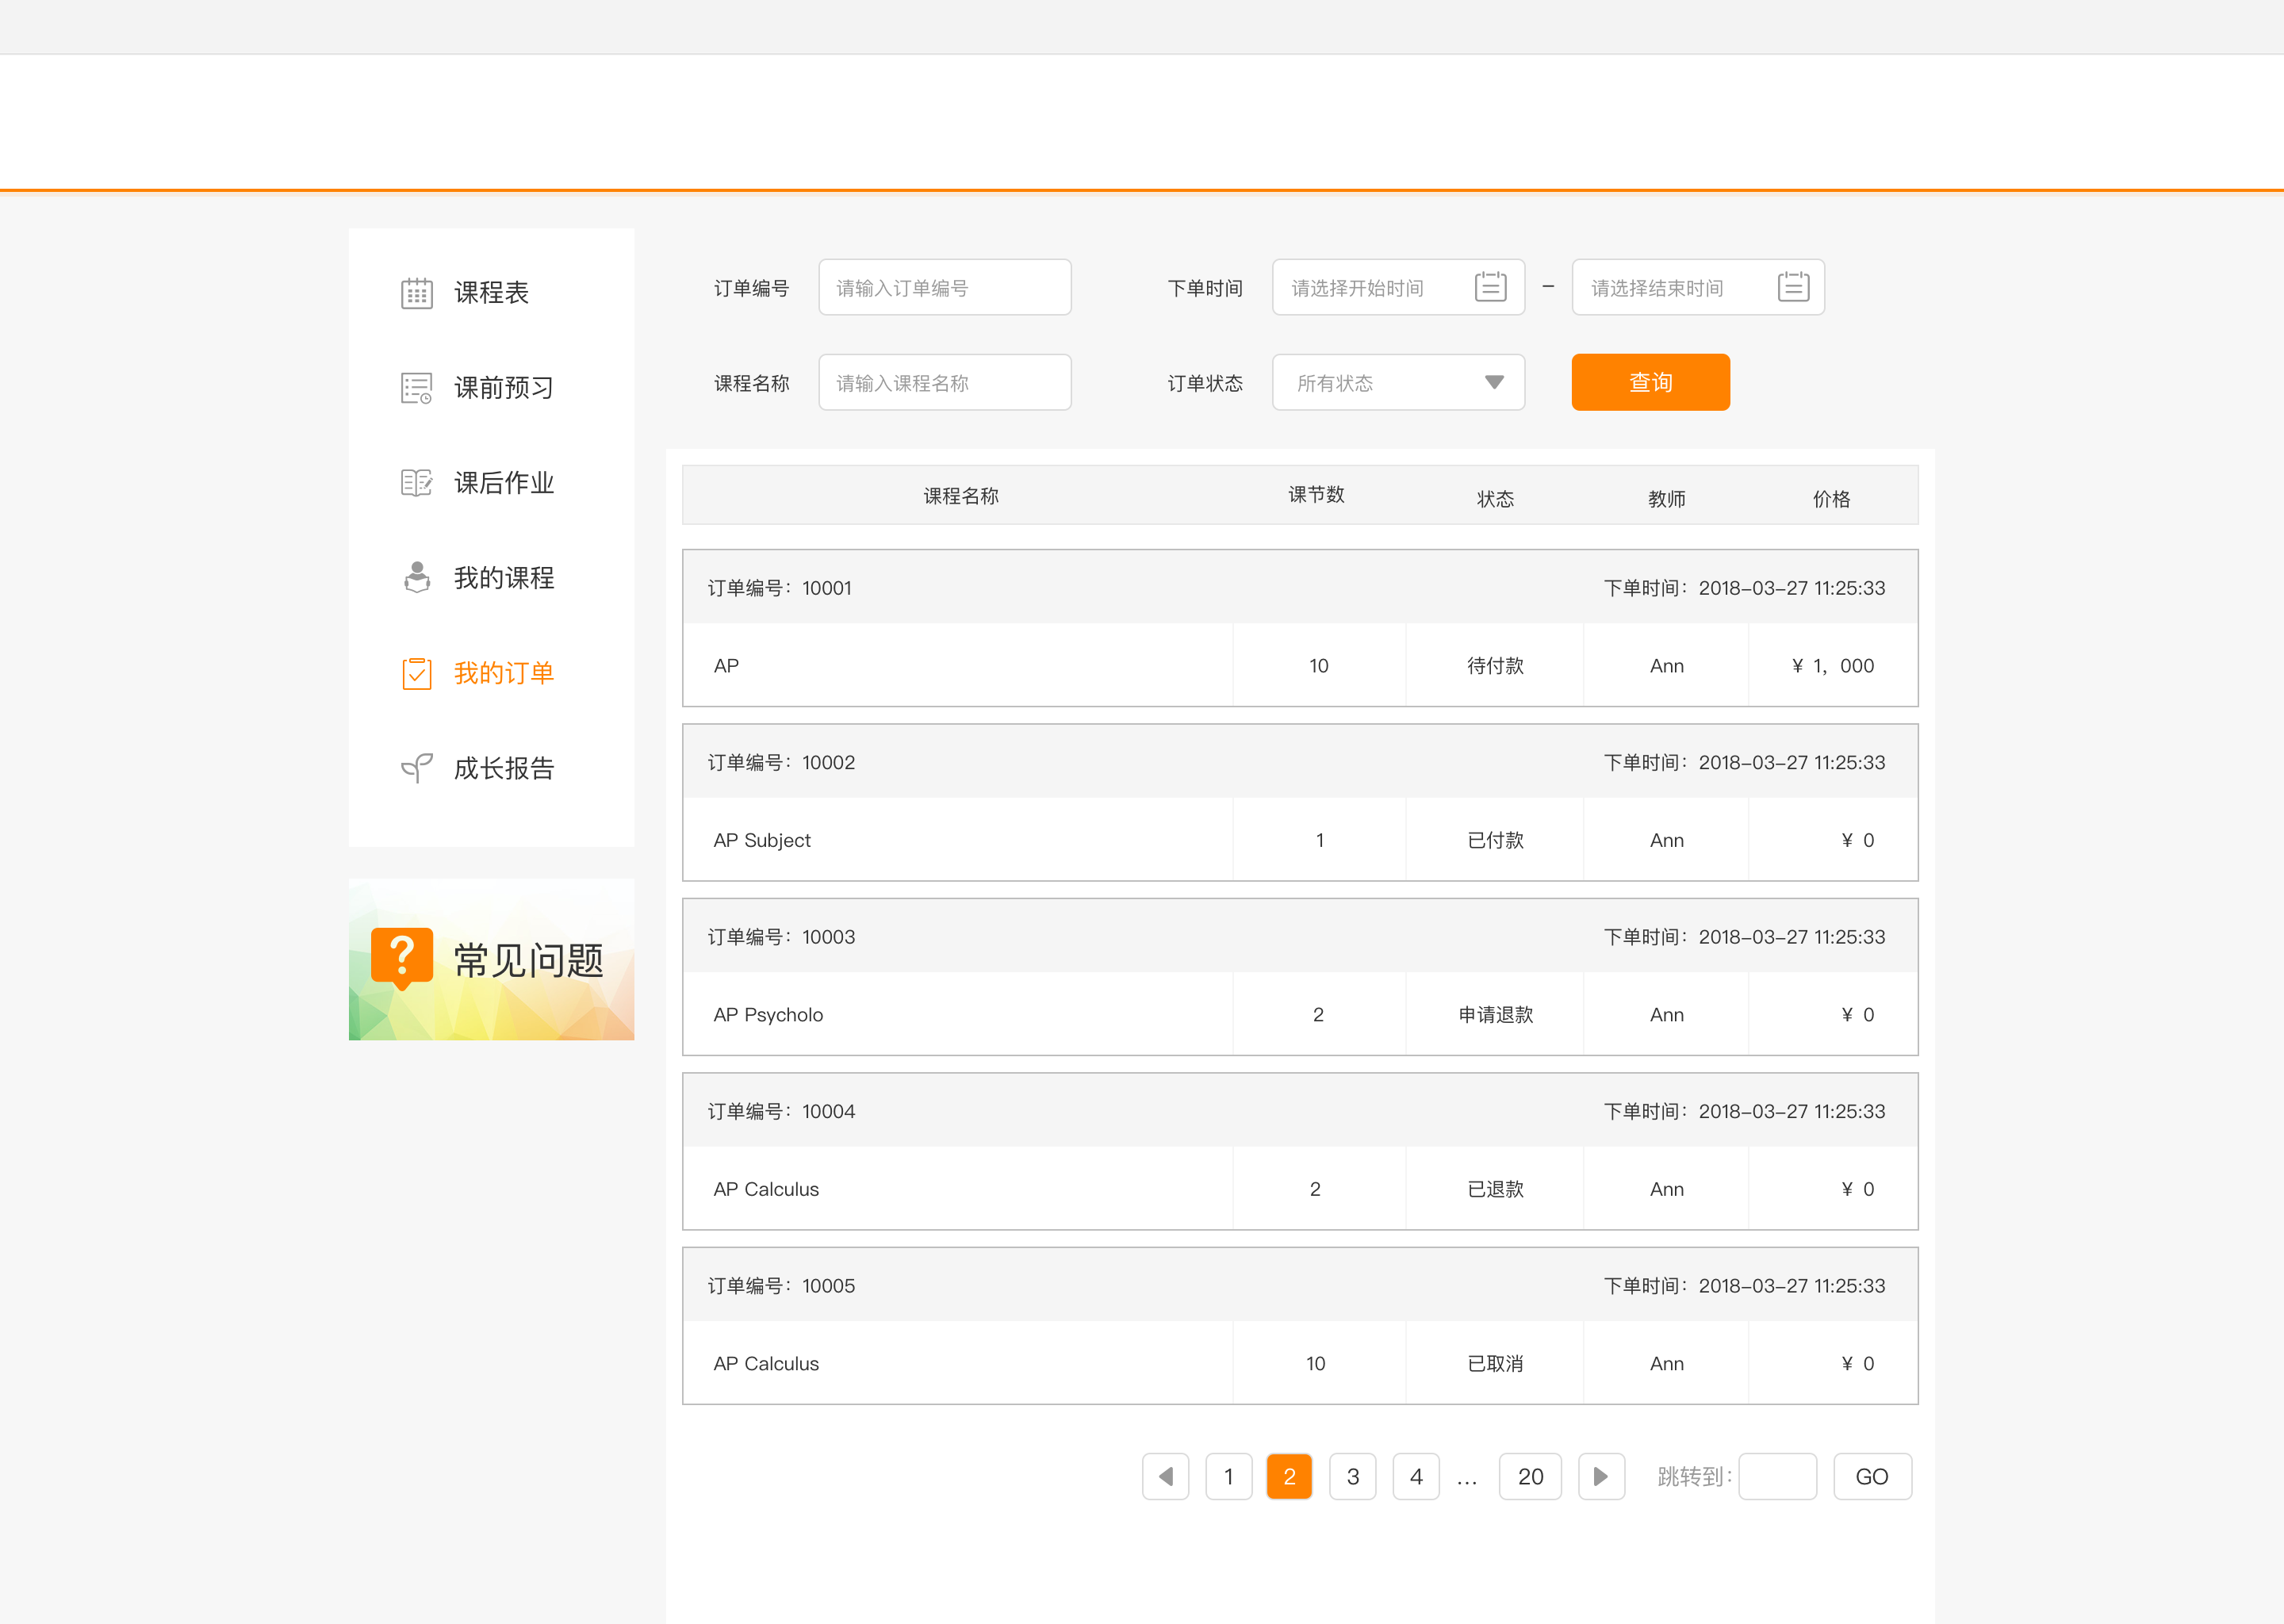 课程表
课前预习
课后作业
我的课程
我的订单
成长报告
常见问题
订单编号 请输入订单编号 下单时间 请选择开始时间 – 请选择结束时间
课程名称 请输入课程名称 订单状态 所有状态 查询
课程名称 课节数 状态 教师 价格
订单编号：10001 下单时间：2018-03-27 11:25:33
AP 10 待付款 Ann ¥ 1，000
订单编号：10002 下单时间：2018-03-27 11:25:33
AP Subject 1 已付款 Ann ¥ 0
订单编号：10003 下单时间：2018-03-27 11:25:33
AP Psycholo 2 申请退款 Ann ¥ 0
订单编号：10004 下单时间：2018-03-27 11:25:33
AP Calculus 2 已退款 Ann ¥ 0
订单编号：10005 下单时间：2018-03-27 11:25:33
AP Calculus 10 已取消 Ann ¥ 0
1 2 3 4 … 20 跳转到: GO